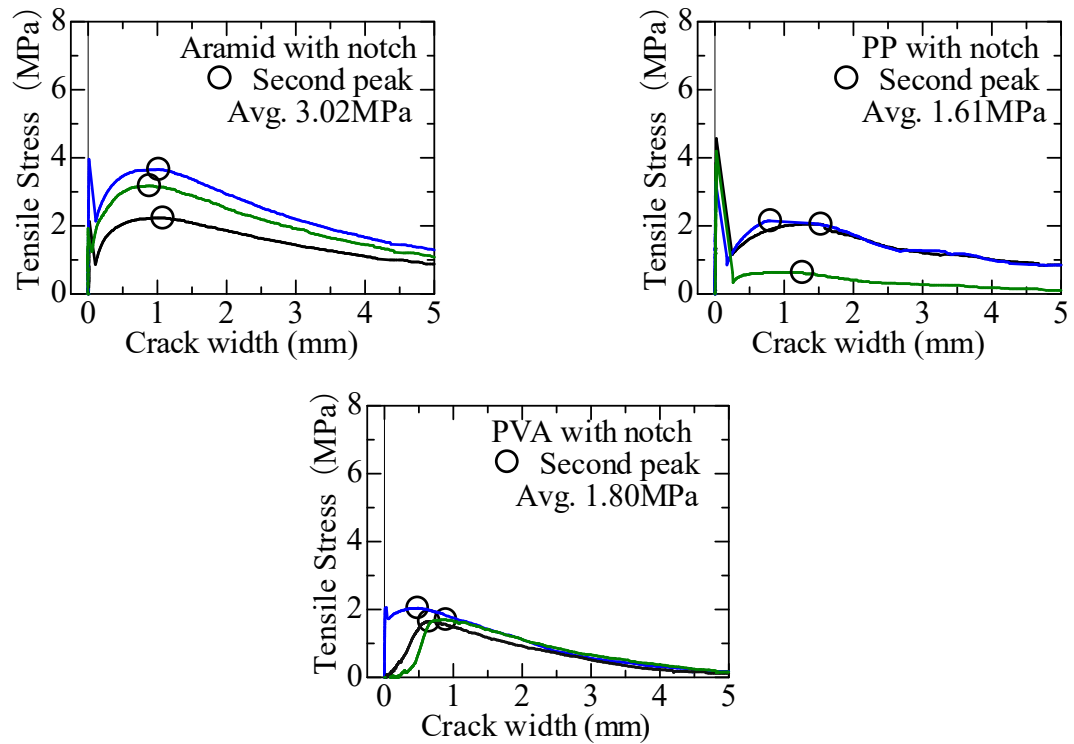 Tensile Stress (MPa)
8
6
4
2
0
Aramid with notch
Second peak
Avg. 3.02MPa
0 1 2 3 4 5
Crack width (mm)
Tensile Stress (MPa)
8
6
4
2
0
PP with notch
Second peak
Avg. 1.61MPa
0 1 2 3 4 5
Crack width (mm)
Tensile Stress (MPa)
8
6
4
2
0
PVA with notch
Second peak
Avg. 1.80MPa
0 1 2 3 4 5
Crack width (mm)